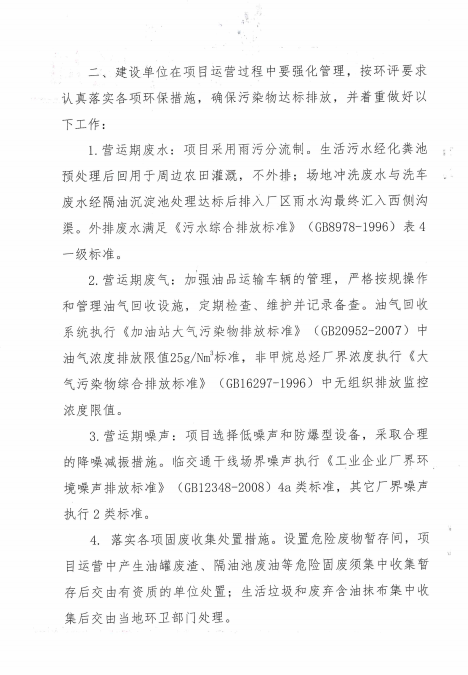 二、建设单位在项目运营过程中要强化管理，按环评要求
认真落实各项环保措施，确保污染物达标排放，并着重做好以
下工作：
1.营运期废水：项目采用雨污分流制。生活污水经化粪池
预处理后回用于周边农田灌溉，不外排；场地冲洗废水与洗车
废水经隔油沉淀池处理达标后排入厂区雨水沟最终汇入西侧沟
渠。外排废水满足《污水综合排放标准》（GB8978-1996）表 4
一级标准。
2.营运期废气：加强油品运输车辆的管理，严格按规操作
和管理油气回收设施，定期检查、维护并记录备查。油气回收
系统执行《加油站大气污染物排放标准》（GB20952-2007）中
油气浓度排放限值25g/Nm³标准，非甲烷总烃厂界浓度执行《大
气污染物综合排放标准》（GB16297-1996）中无组织排放监控
浓度限值。
3.营运期噪声：项目选择低噪声和防爆型设备，采取合理
的降噪减振措施。临交通干线场界噪声执行《工业企业厂界环
境噪声排放标准》（GB12348-2008）4a 类标准，其它厂界噪声
执行 2 类标准。
4. 落实各项固废收集处置措施。设置危险废物暂存间，项
目运营中产生油罐废渣、隔油池废油等危险固废须集中收集暂
存后交由有资质的单位处置；生活垃圾和废弃含油抹布集中收
集后交由当地环卫部门处理。